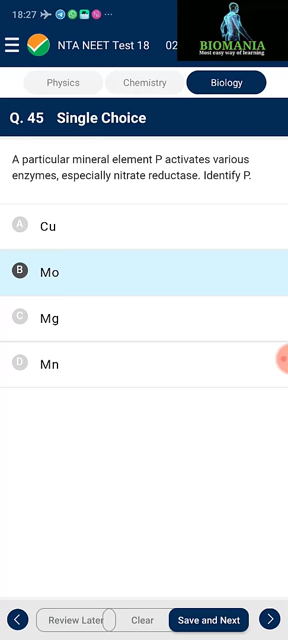 18:27
NTA NEET Test 18 02
BIOMANIA
Most easy way of learning
Physics
Chemistry
Biology
Q. 45 Single Choice
A particular mineral element P activates various
enzymes, especially nitrate reductase. Identify P.
A Cu
B Mo
C Mg
D Mn
Review Later
Clear
Save and Next